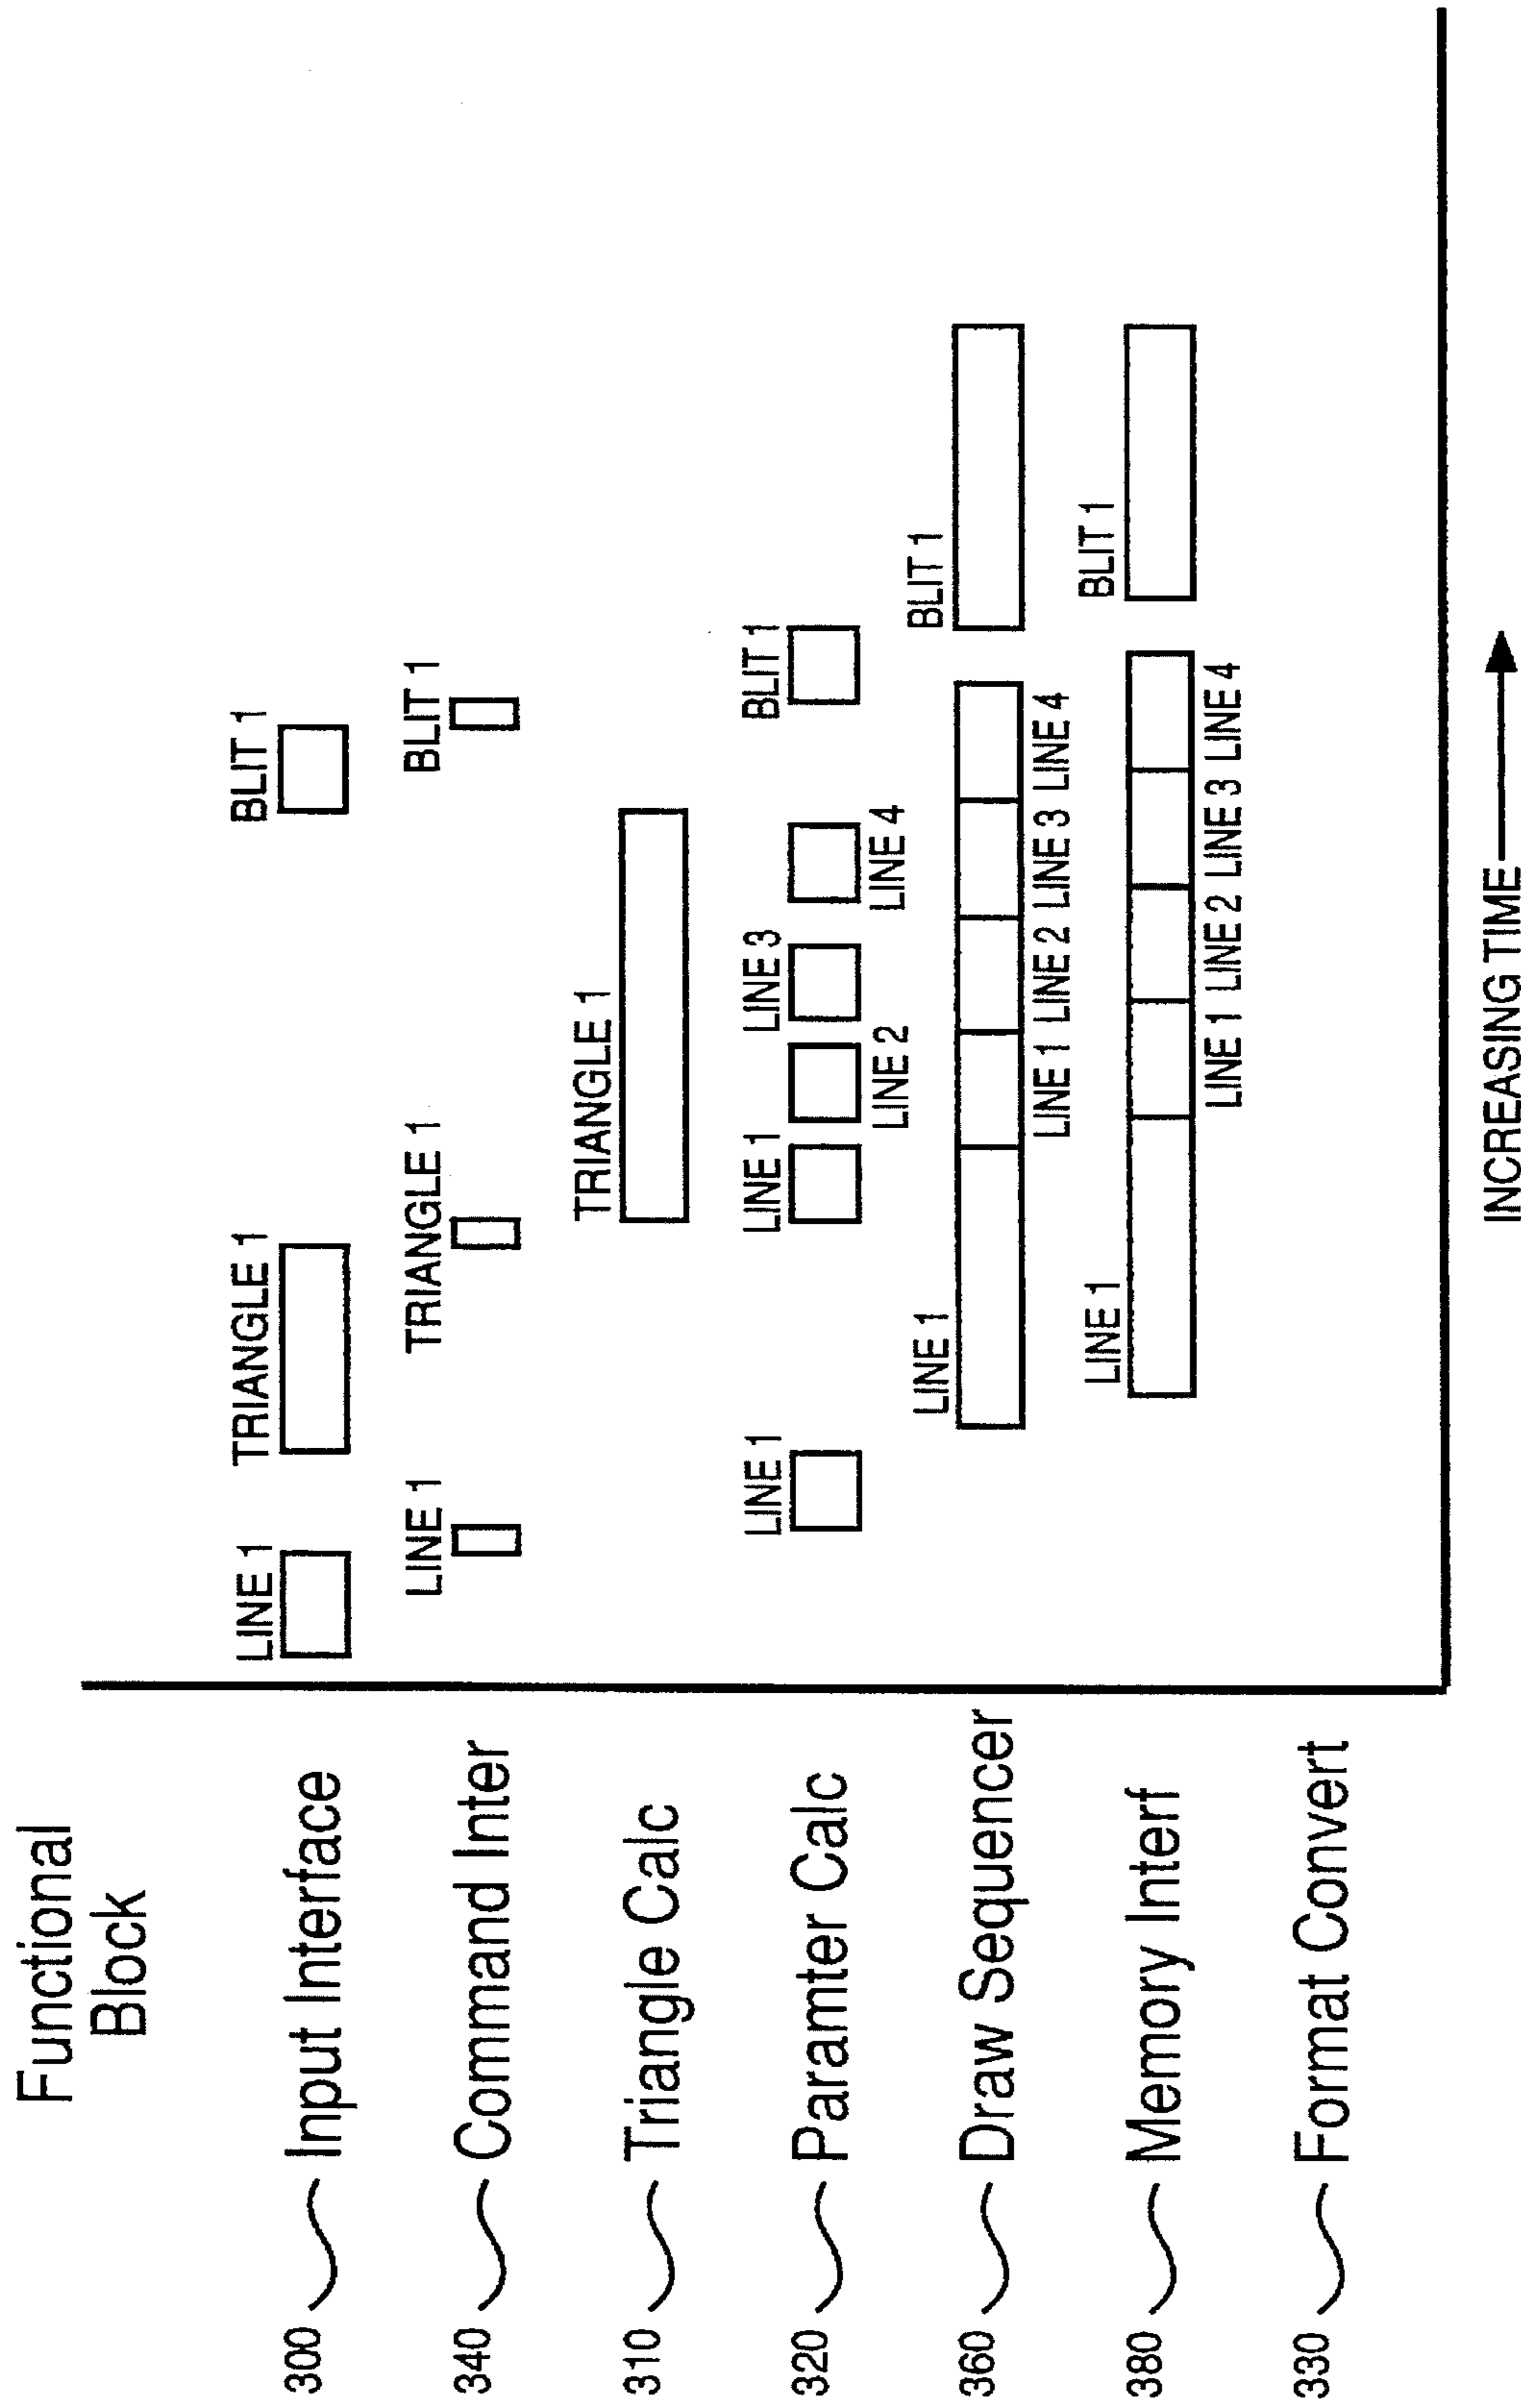 Functional
Block
300 Input Interface
LINE 1
TRIANGLE 1
BLIT 1
340 Command Inter
LINE 1
TRIANGLE 1
BLIT 1
310 Triangle Calc
TRIANGLE 1
320 Paramter Calc
LINE 1
LINE 1
LINE 2
LINE 3
LINE 4
BLIT 1
360 Draw Sequencer
LINE 1
LINE 1 LINE 2 LINE 3 LINE 4
BLIT 1
380 Memory Interf
LINE 1
LINE 1 LINE 2 LINE 3 LINE 4
BLIT 1
330 Format Convert
INCREASING TIME